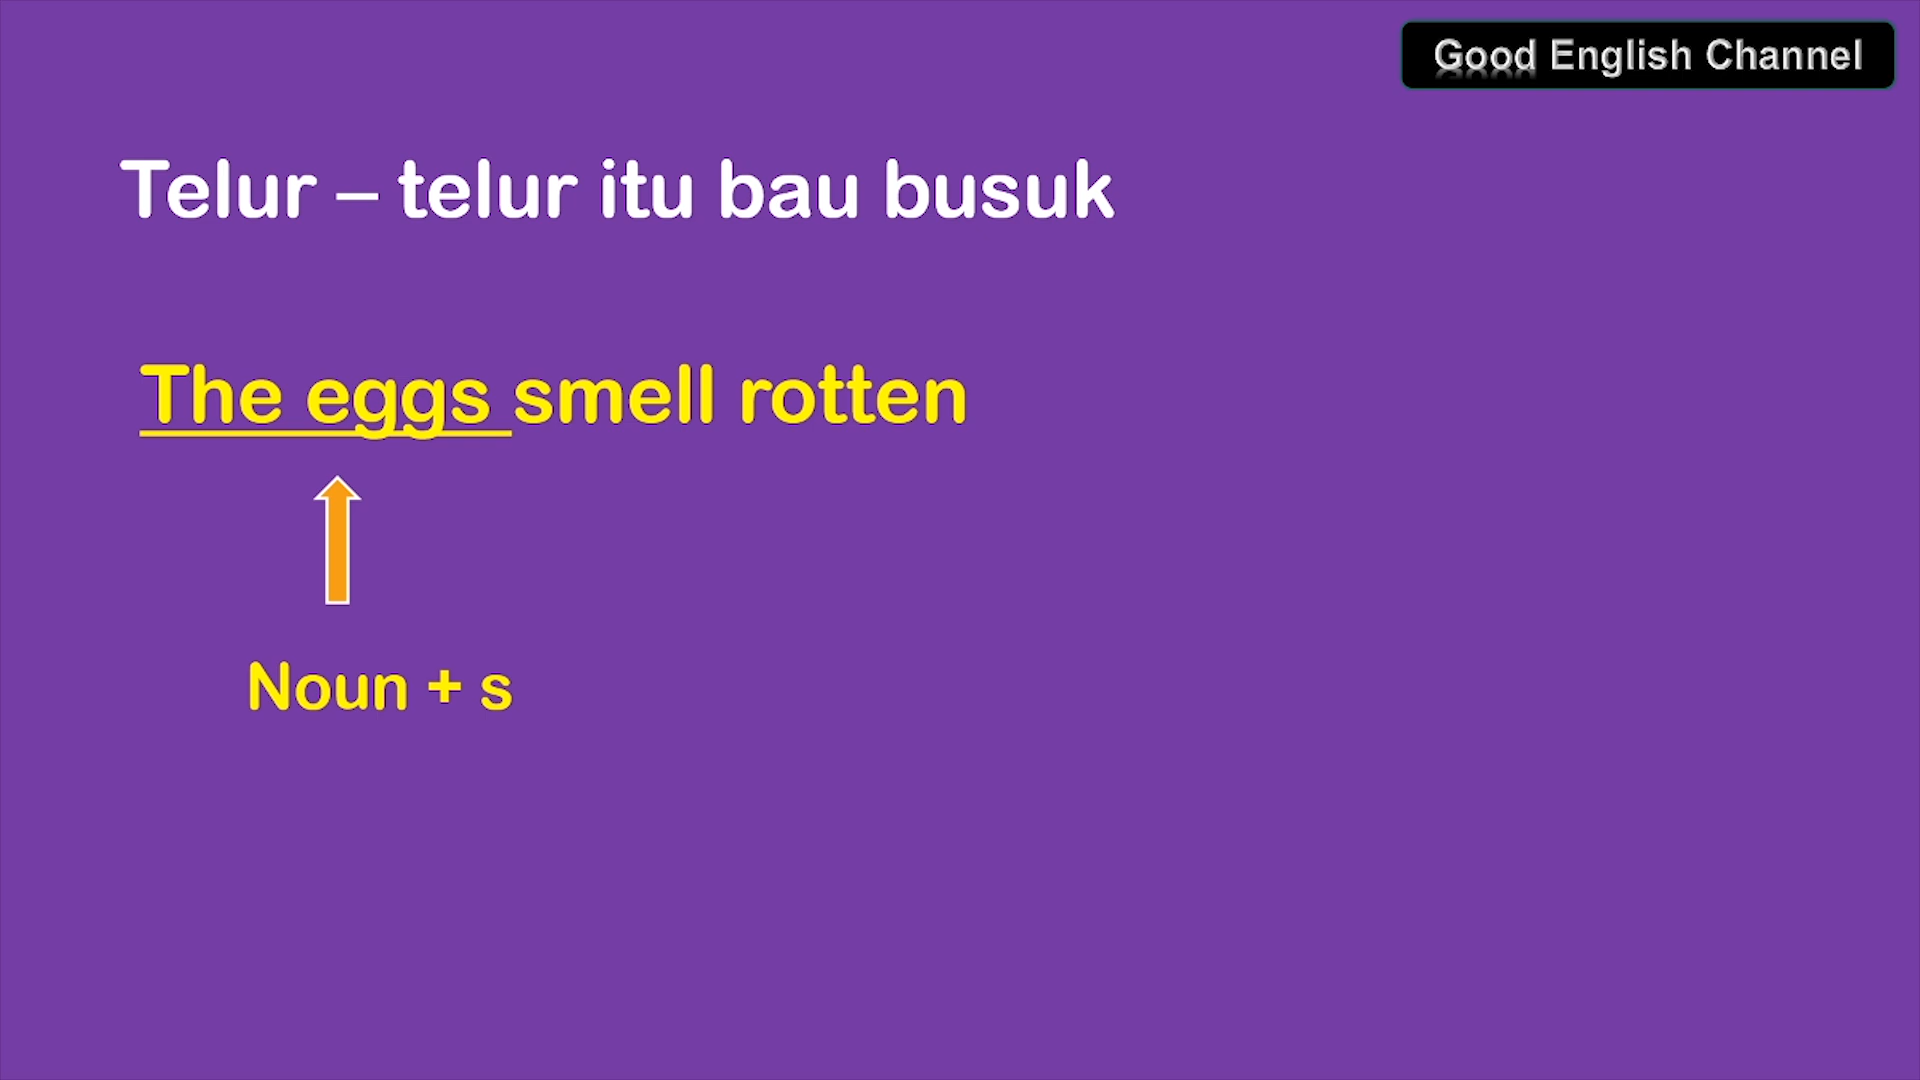 Good English Channel
Telur – telur itu bau busuk
The eggs smell rotten
Noun + s